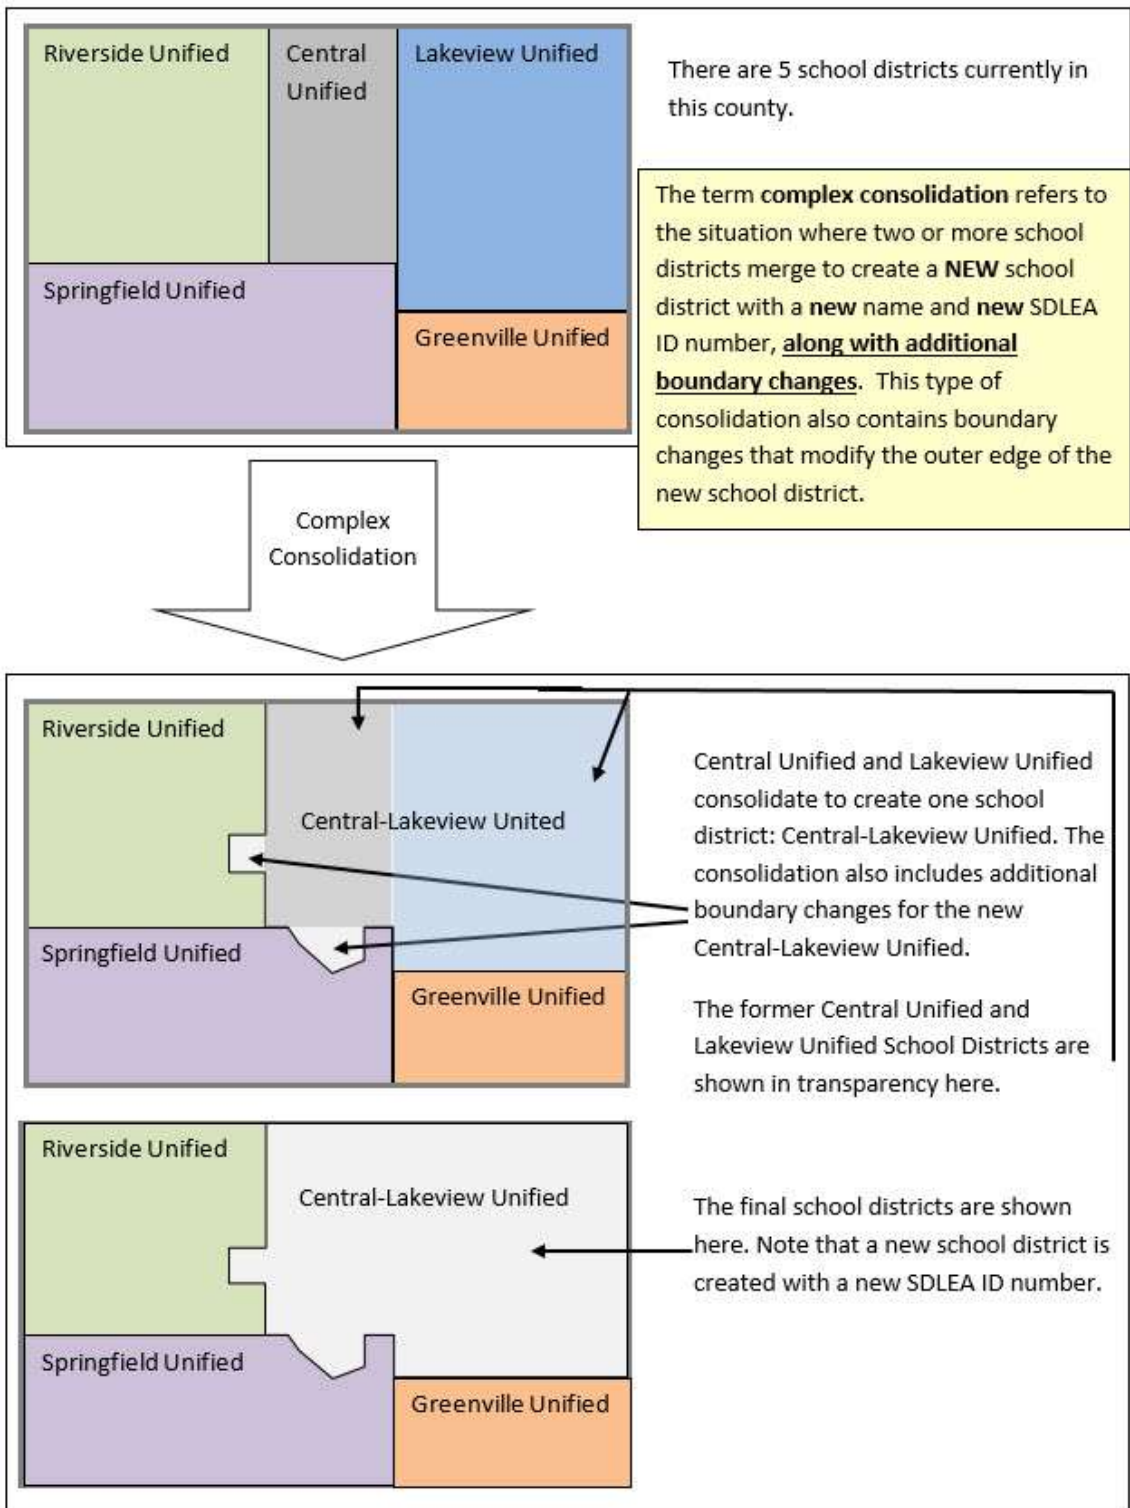 Riverside Unified
Central
Unified
Lakeview Unified
Springfield Unified
Greenville Unified
There are 5 school districts currently in
this county.
The term complex consolidation refers to
the situation where two or more school
districts merge to create a NEW school
district with a new name and new SDLEA
ID number, along with additional
boundary changes.  This type of
consolidation also contains boundary
changes that modify the outer edge of the
new school district.
Complex
Consolidation
Riverside Unified
Central-Lakeview United
Springfield Unified
Greenville Unified
Central Unified and Lakeview Unified
consolidate to create one school
district: Central-Lakeview Unified. The
consolidation also includes additional
boundary changes for the new
Central-Lakeview Unified.
The former Central Unified and
Lakeview Unified School Districts are
shown in transparency here.
Riverside Unified
Central-Lakeview Unified
Springfield Unified
Greenville Unified
The final school districts are shown
here. Note that a new school district is
created with a new SDLEA ID number.